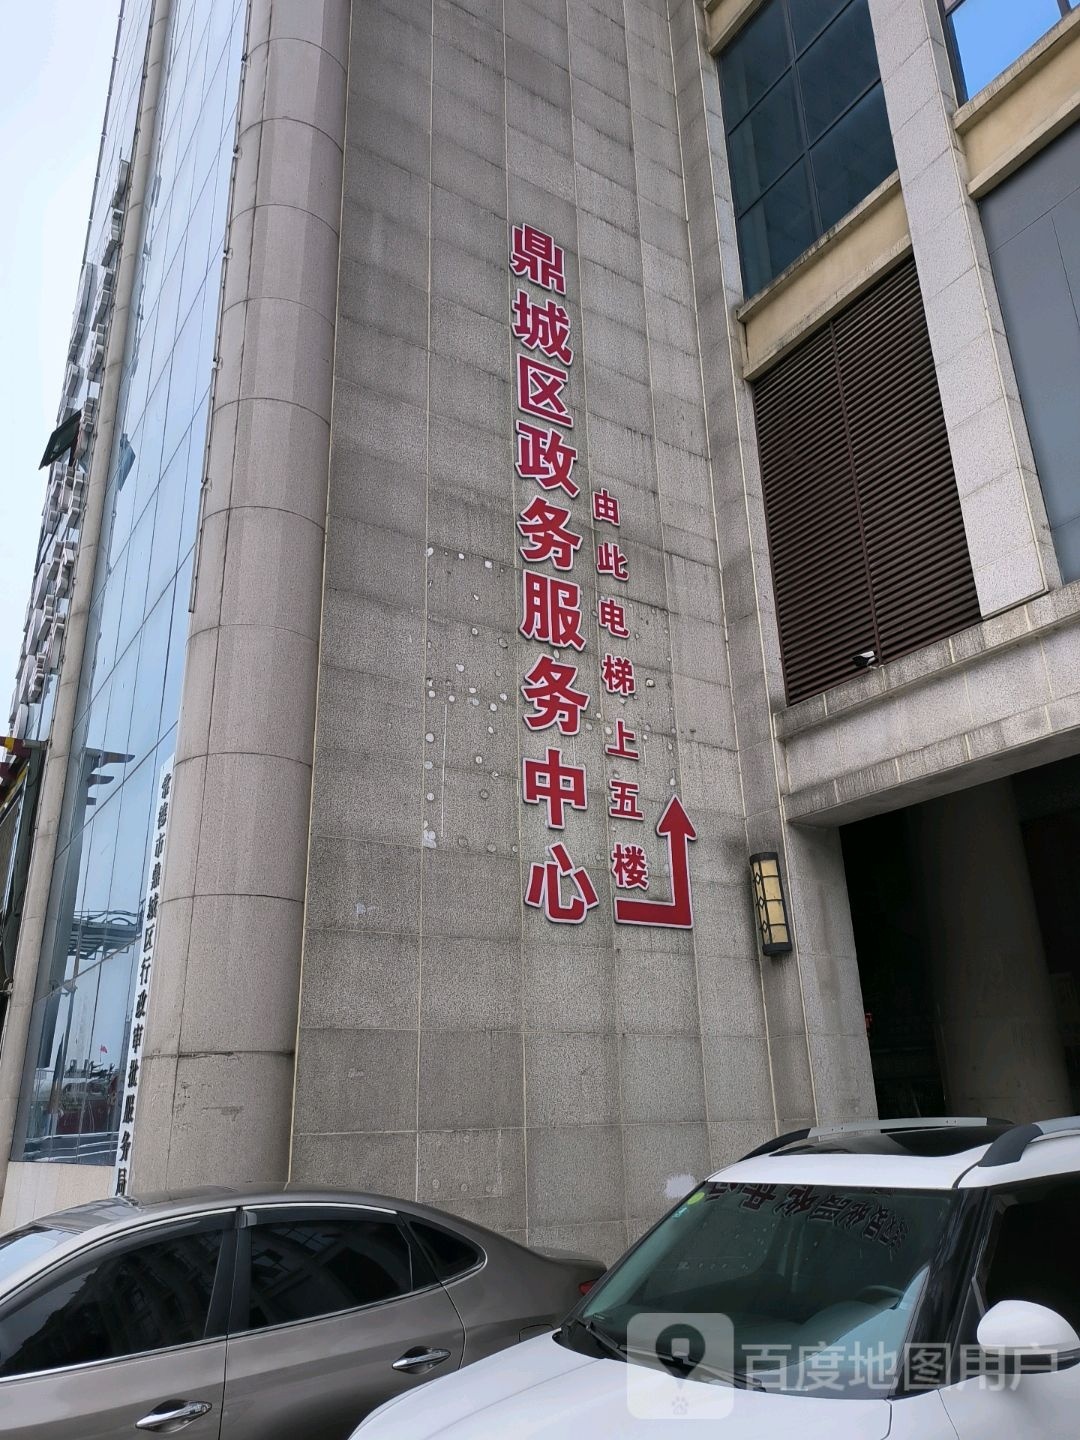 鼎城区政务服务中心
由此电梯上五楼
常德市鼎城区行政审批服务局
百度地图用户